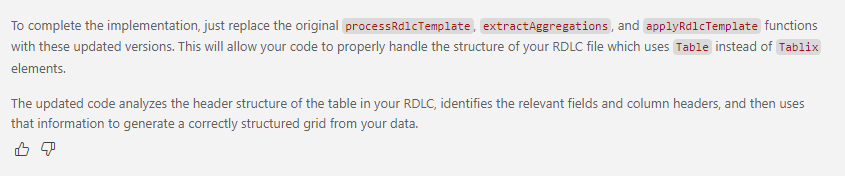 To complete the implementation, just replace the original processRdlcTemplate, extractAggregations, and applyRdlcTemplate functions
with these updated versions. This will allow your code to properly handle the structure of your RDLC file which uses Table instead of Tablix
elements.
The updated code analyzes the header structure of the table in your RDLC, identifies the relevant fields and column headers, and then uses
that information to generate a correctly structured grid from your data.